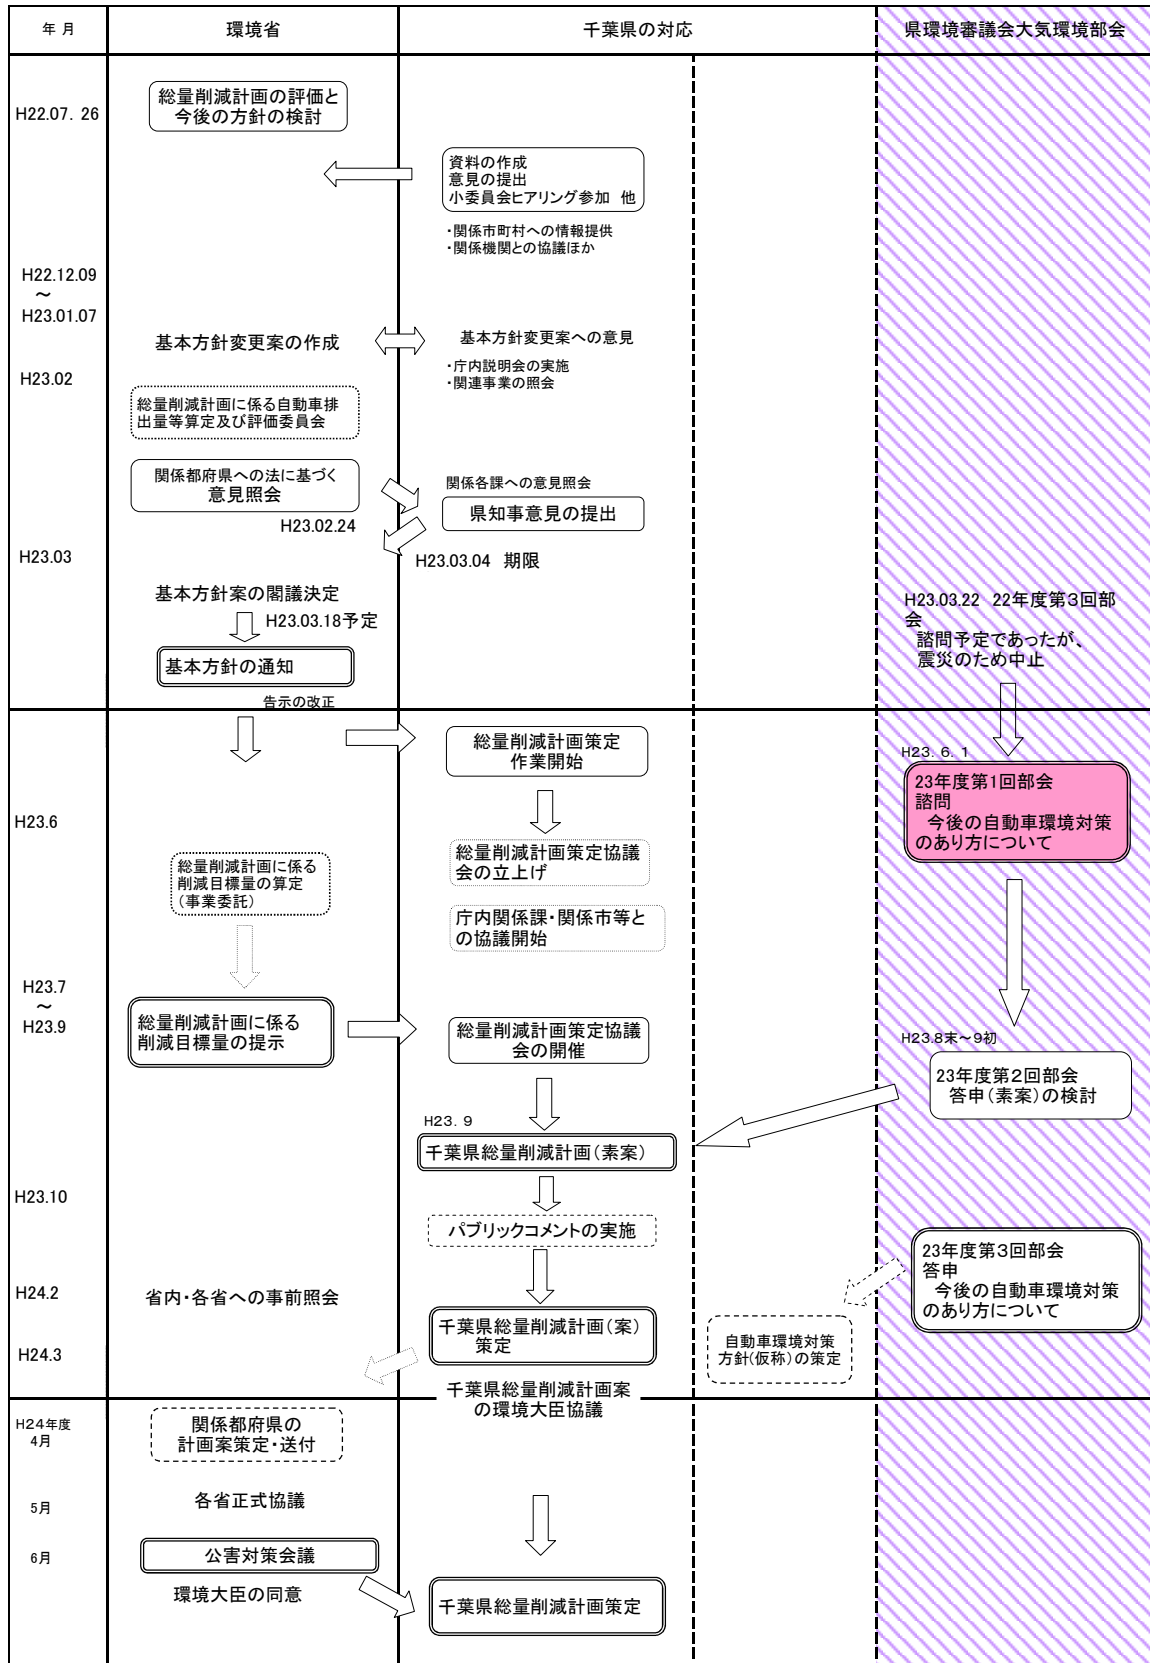 年 月
環境省
千葉県の対応
県環境審議会大気環境部会
H22.07. 26
総量削減計画の評価と
今後の方針の検討
資料の作成
意見の提出
小委員会ヒアリング参加 他
・関係市町村への情報提供
・関係機関との協議ほか
H22.12.09
～
H23.01.07
基本方針変更案の作成
基本方針変更案への意見
・庁内説明会の実施
・関連事業の照会
H23.02
総量削減計画に係る自動車排
出量等算定及び評価委員会
関係都府県への法に基づく
意見照会
H23.02.24
関係各課への意見照会
県知事意見の提出
H23.03
H23.03.04 期限
基本方針案の閣議決定
H23.03.18予定
基本方針の通知
告示の改正
H23.03.22 22年度第３回部
会
諮問予定であったが、
震災のため中止
総量削減計画策定
作業開始
H23. 6. 1
23年度第1回部会
諮問
今後の自動車環境対策
のあり方について
H23.6
総量削減計画に係る
削減目標量の算定
(事業委託)
総量削減計画策定協議
会の立上げ
庁内関係課・関係市等と
の協議開始
H23.7
～
H23.9
総量削減計画に係る
削減目標量の提示
総量削減計画策定協議
会の開催
H23.8末～9初
23年度第２回部会
答申(素案)の検討
H23. 9
千葉県総量削減計画(素案)
H23.10
パブリックコメントの実施
23年度第３回部会
答申
今後の自動車環境対策
のあり方について
H24.2
省内・各省への事前照会
千葉県総量削減計画(案)
策定
自動車環境対策
方針(仮称)の策定
H24.3
千葉県総量削減計画案
の環境大臣協議
H24年度
4月
関係都府県の
計画案策定・送付
5月
各省正式協議
6月
公害対策会議
環境大臣の同意
千葉県総量削減計画策定